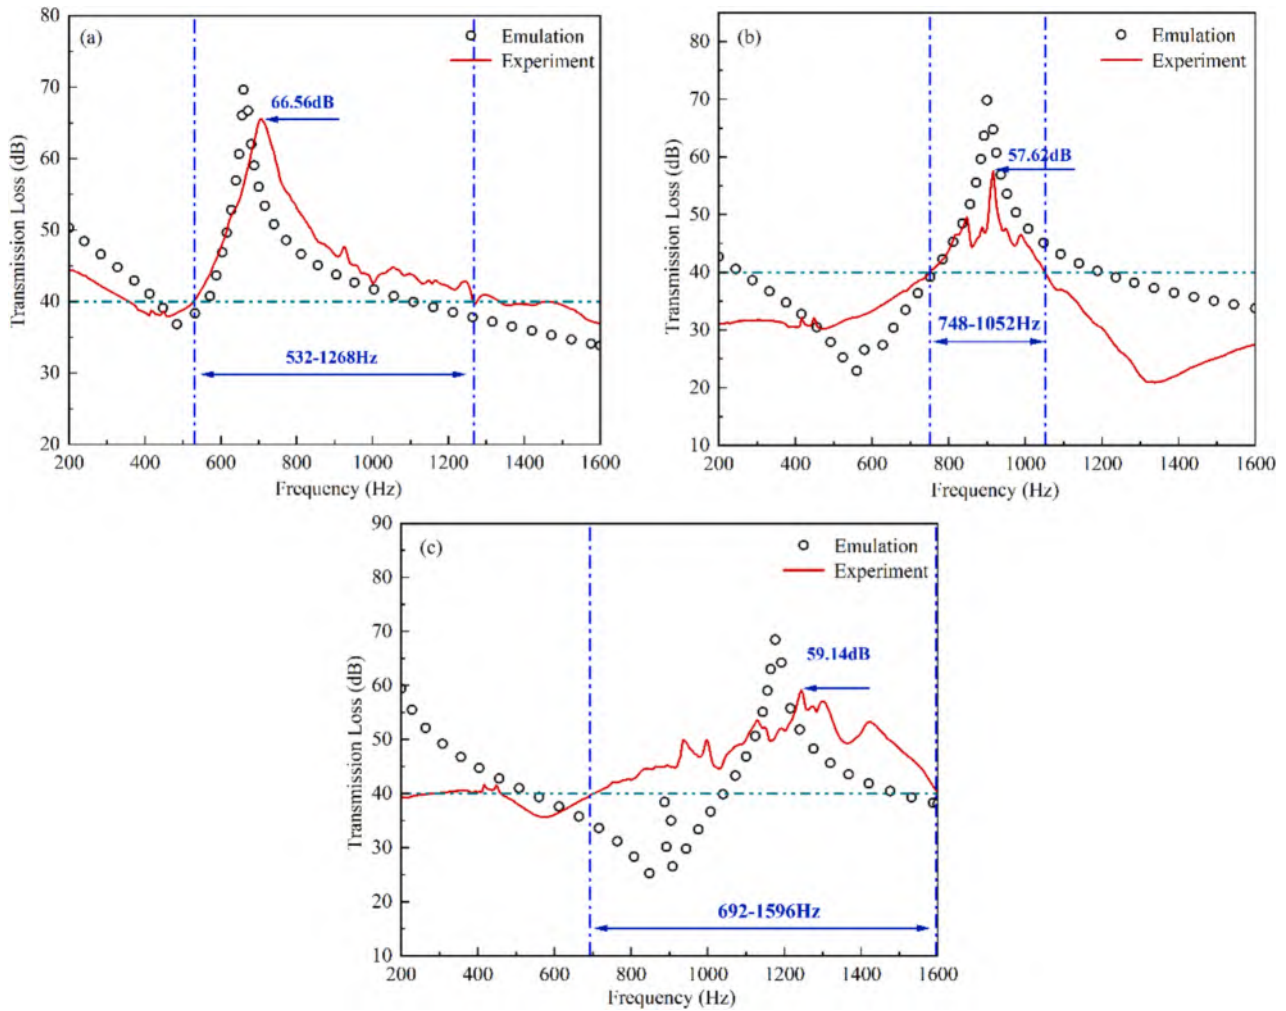 (a)
Emulation
Experiment
66.56dB
532-1268Hz
Transmission Loss (dB)
80
70
60
50
40
30
20
200
400
600
800
1000
1200
1400
1600
Frequency (Hz)
(b)
Emulation
Experiment
57.62dB
748-1052Hz
Transmission Loss (dB)
80
70
60
50
40
30
20
10
200
400
600
800
1000
1200
1400
1600
Frequency (Hz)
(c)
Emulation
Experiment
59.14dB
692-1596Hz
Transmission Loss (dB)
90
80
70
60
50
40
30
20
10
200
400
600
800
1000
1200
1400
1600
Frequency (Hz)